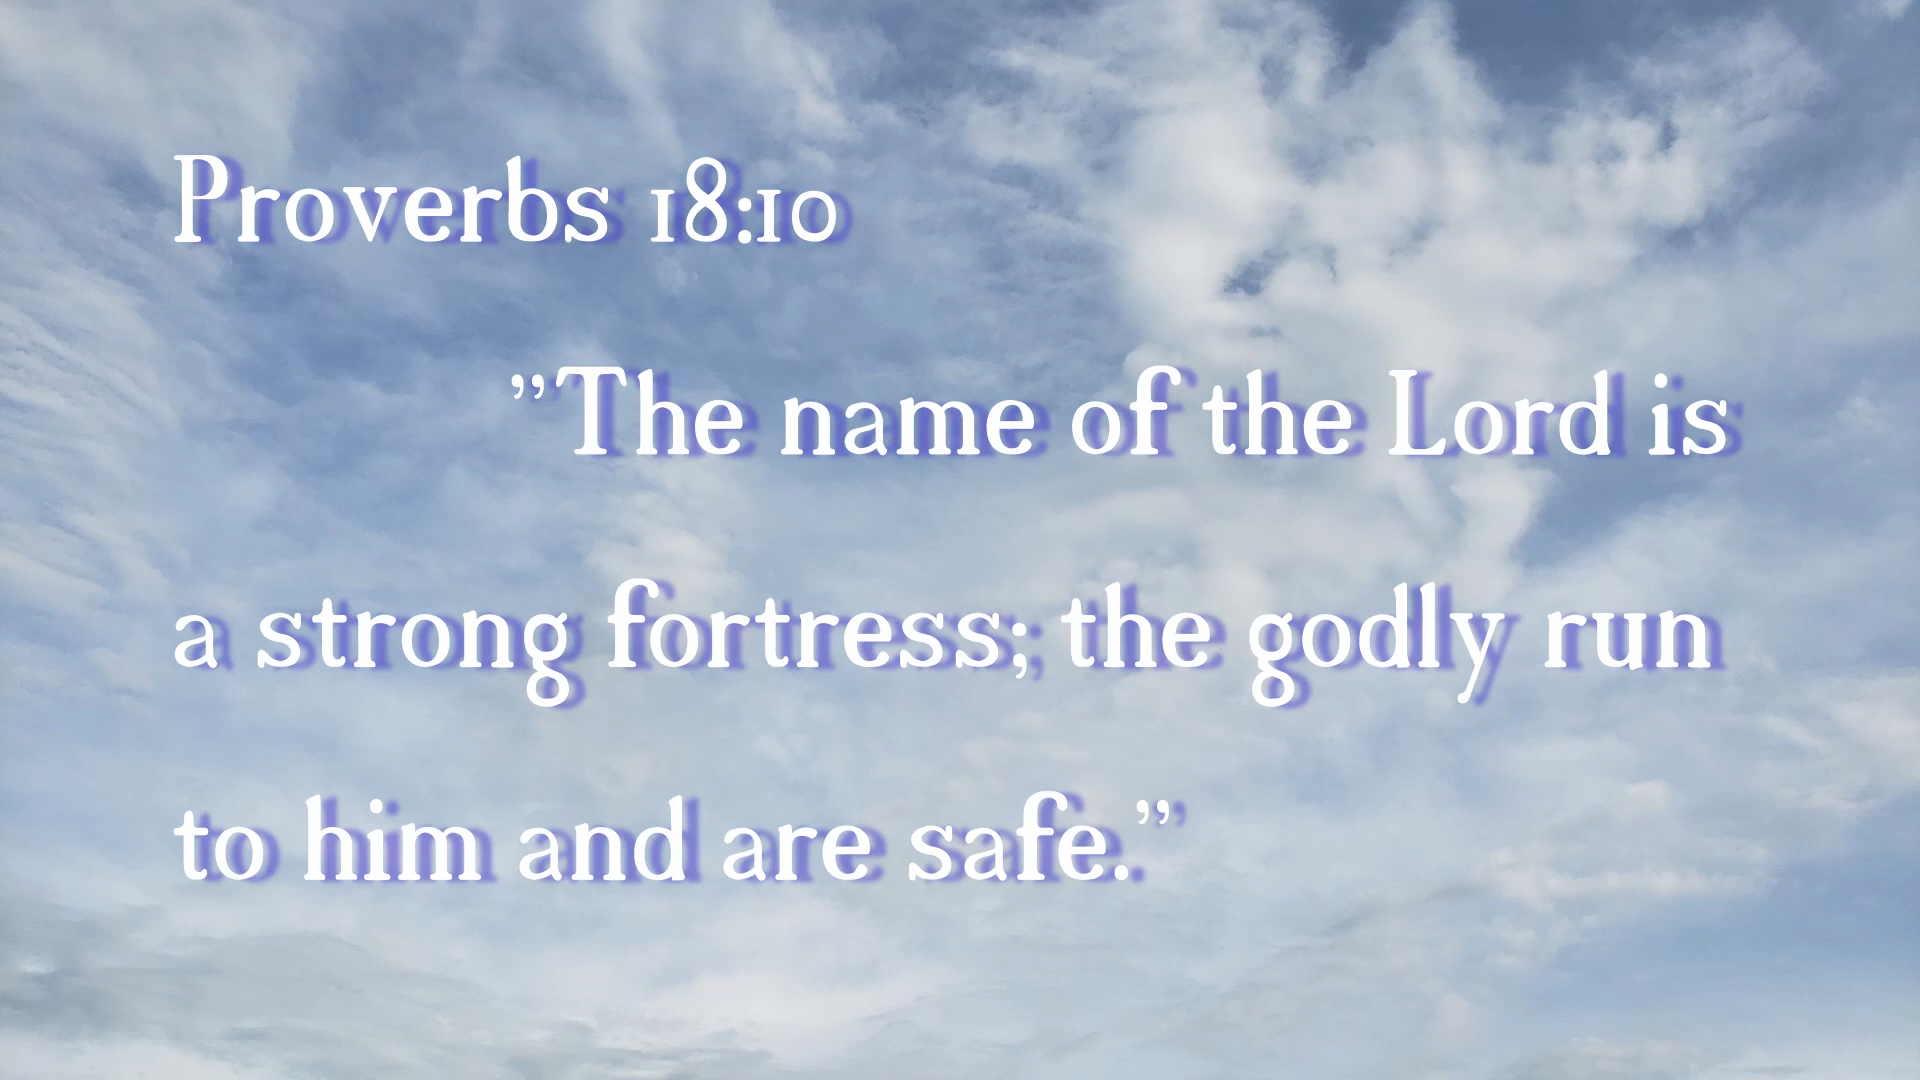 Proverbs 18:10
”The name of the Lord is
a strong fortress; the godly run
to him and are safe.”